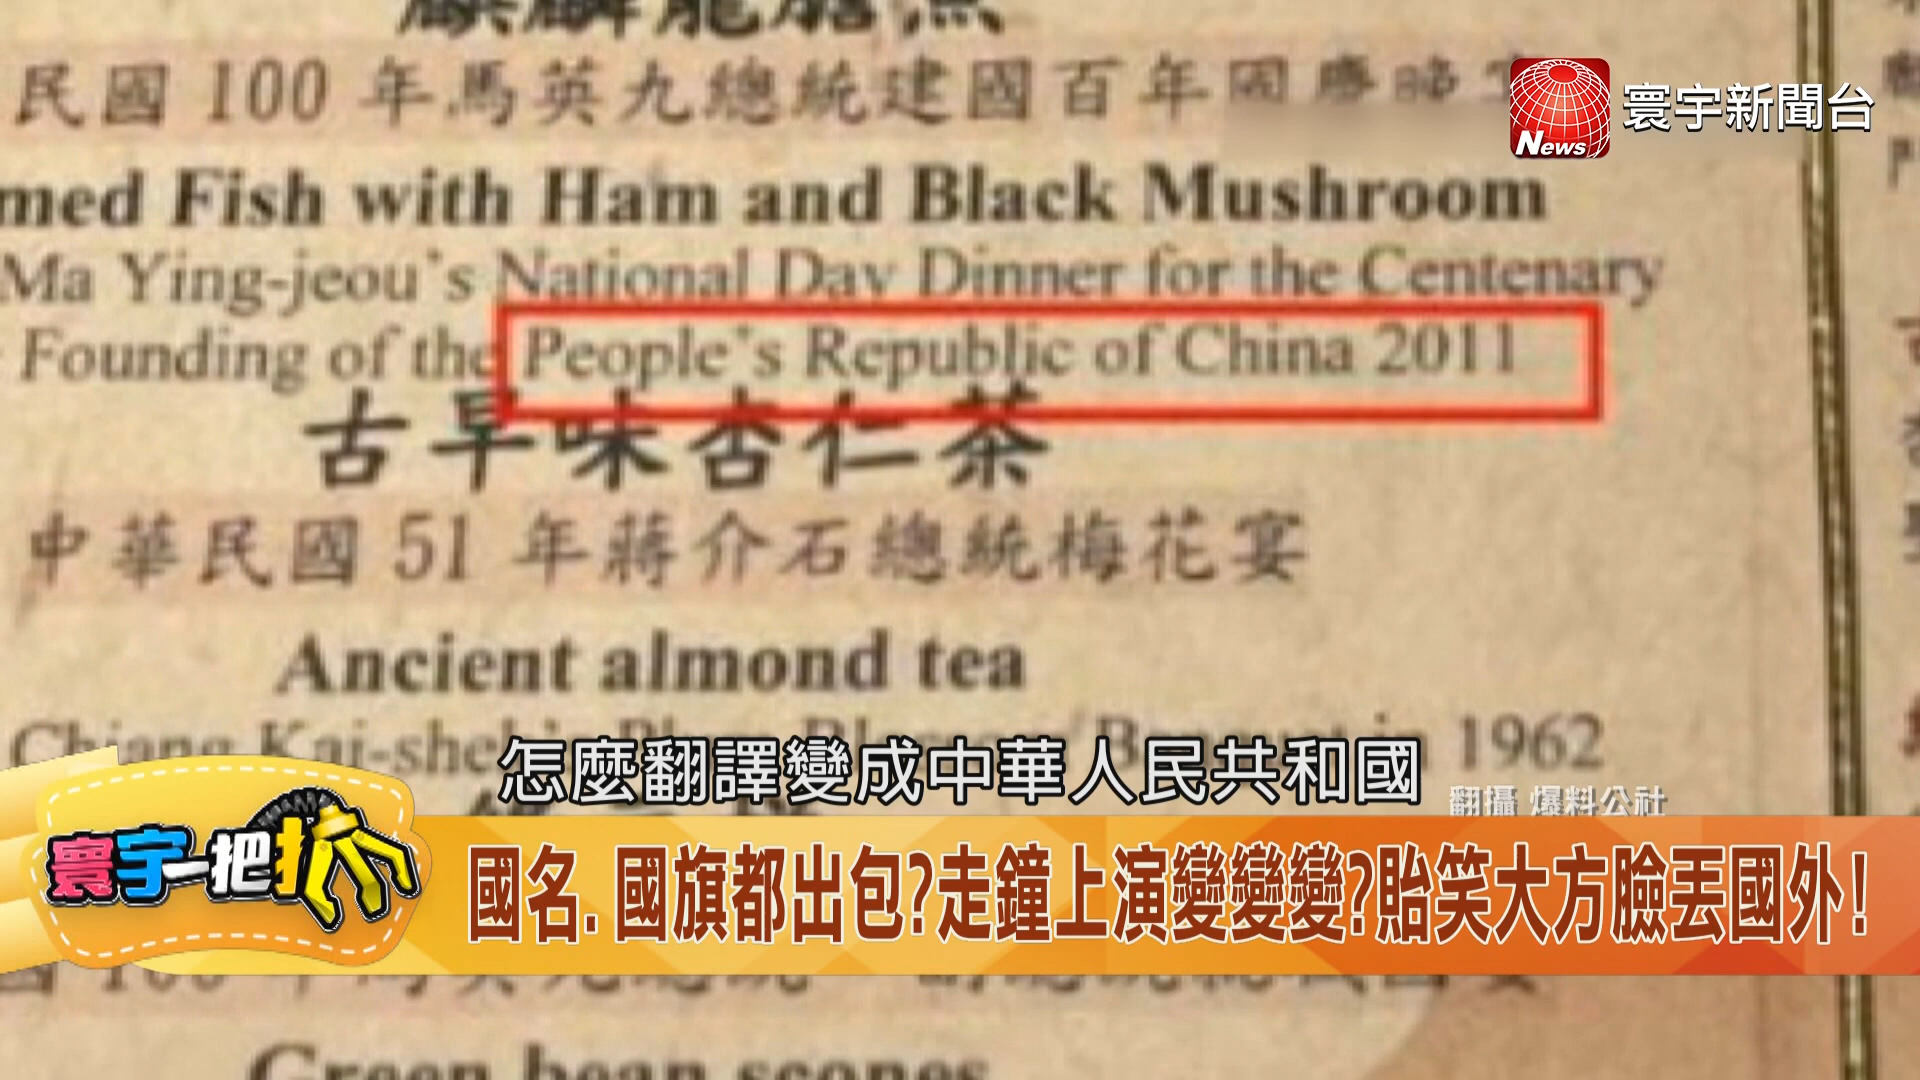 民國 100 年馬英九總統建國百年國慶晚宴
寰宇新聞台
News
med Fish with Ham and Black Mushroom
Ma Ying-jeou's National Day Dinner for the Centenary
Founding of the People's Republic of China 2011
古早味杏仁茶
中華民國 51 年蔣介石總統梅花宴
Ancient almond tea
Chiang Kai-she 1962
怎麼翻譯變成中華人民共和國
翻攝 爆料公社
寰宇一把抓
國名.國旗都出包?走鐘上演變變變?貽笑大方臉丟國外!
Green bean scones